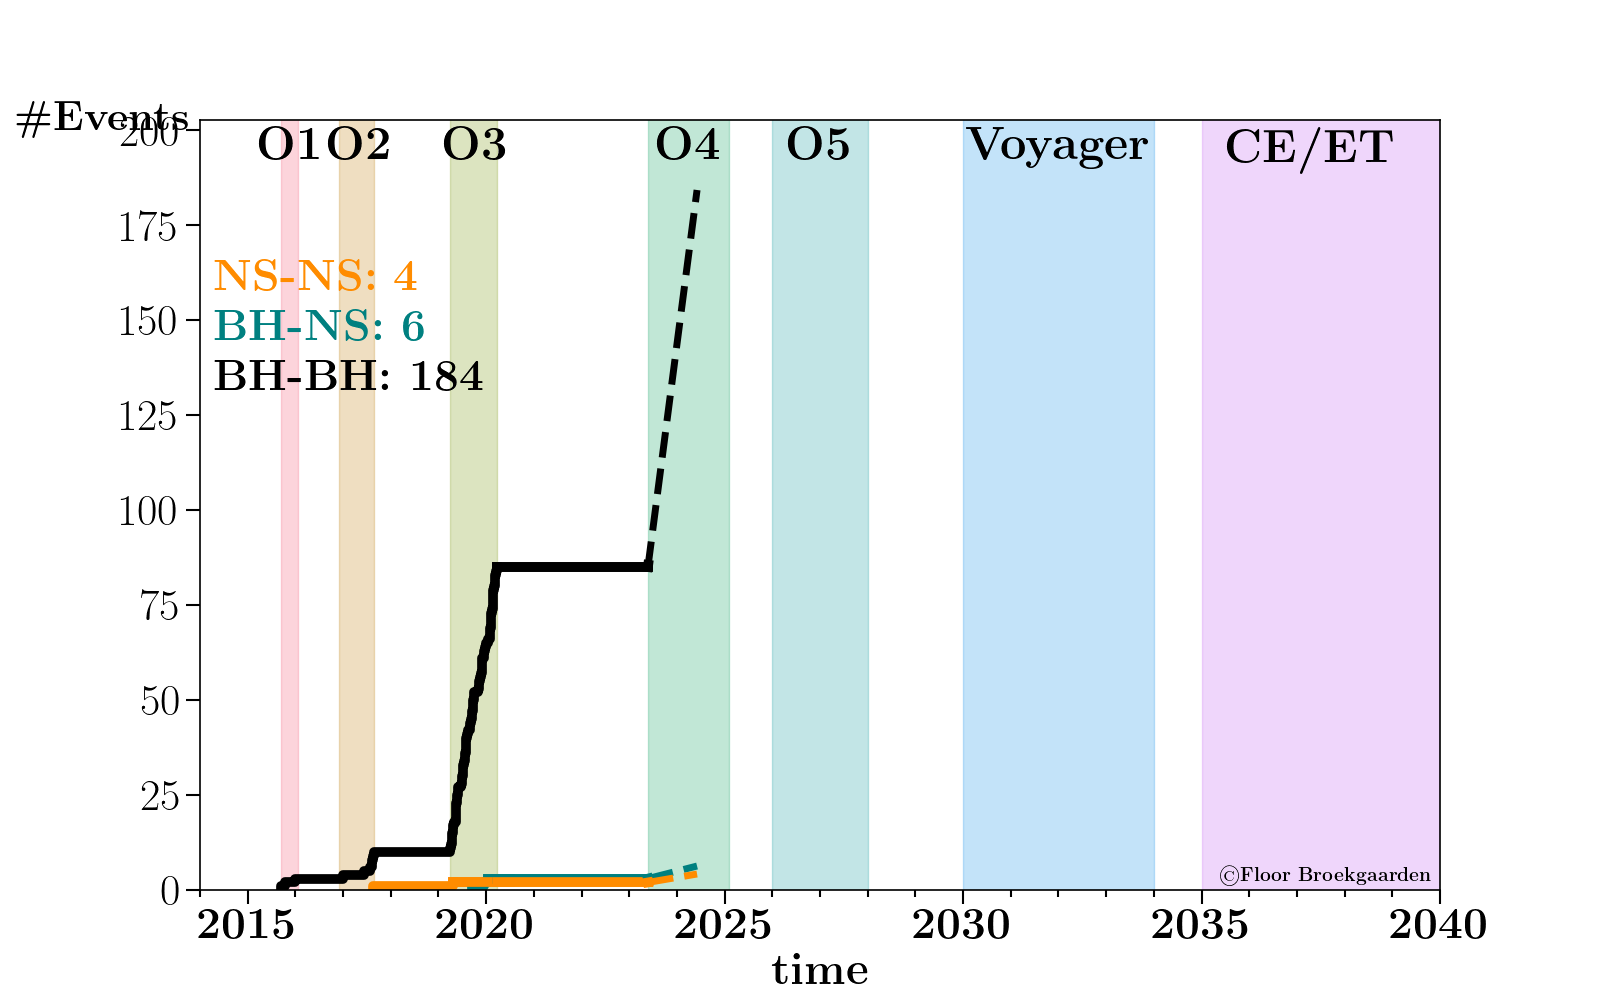 #Events
200
O1 O2 O3 O4 O5 Voyager CE/ET
175
NS-NS: 4
150
BH-NS: 6
BH-BH: 184
125
100
75
50
25
0
©Floor Broekgaarden
2015 2020 2025 2030 2035 2040
time